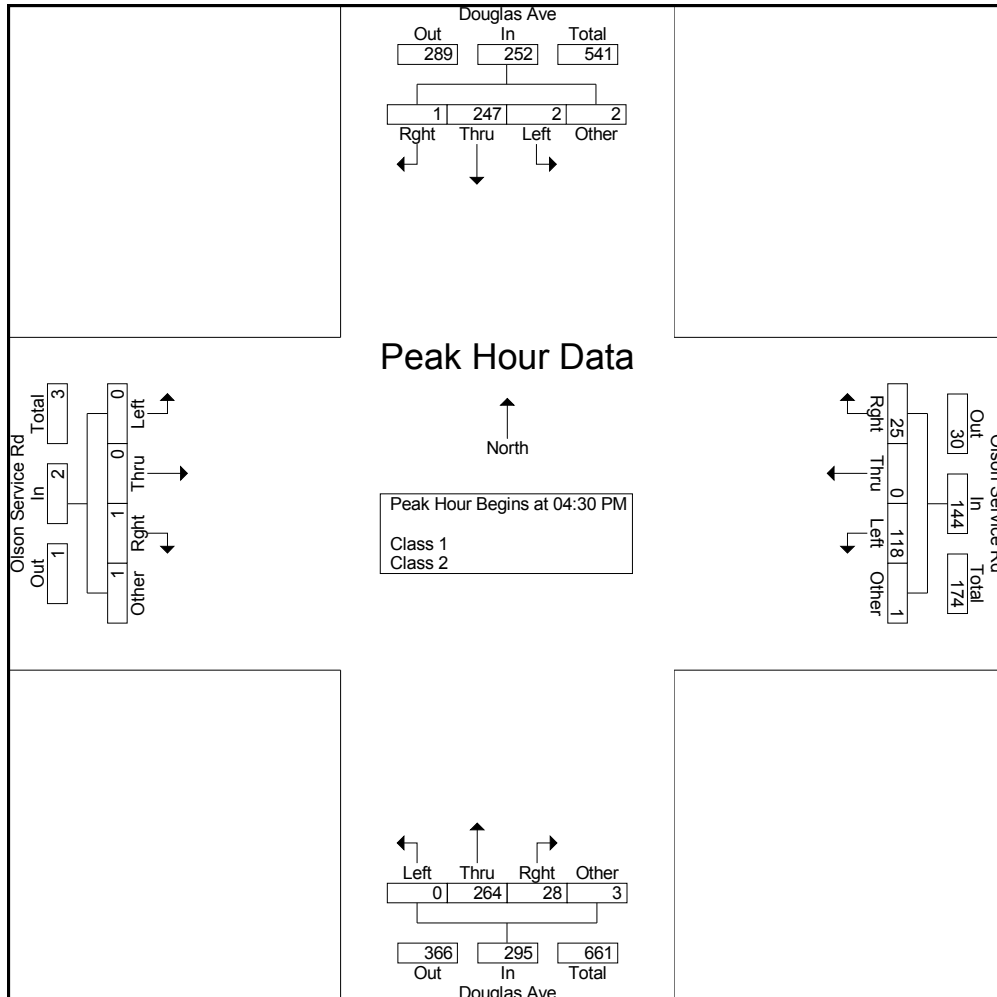 Douglas Ave
Out In Total
289 252 541
1 247 2 2
Rght Thru Left Other
Peak Hour Data
North
Peak Hour Begins at 04:30 PM
Class 1
Class 2
Olson Service Rd
Total In Out
3 2 1
0 0 1 1
Left Thru Rght Other
Rght Thru Left Other
25 0 118 1
Out In Total
30 144 174
Olson Service Rd
Left Thru Rght Other
0 264 28 3
366 295 661
Out In Total
Douglas Ave